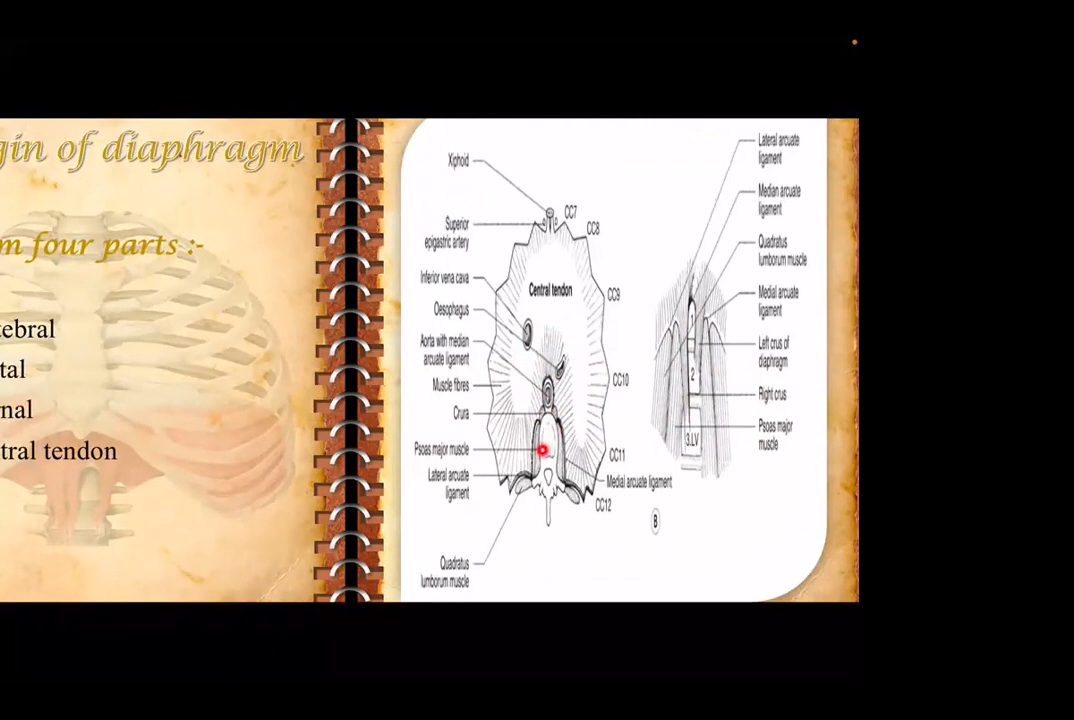 gin of diaphragm
m four parts :-
tebral
tal
nal
tral tendon
Xiphoid
CC7
CC8
Superior
epigastric artery
Inferior vena cava
Central tendon
CC9
Oesophagus
Aorta with median
arcuate ligament
Muscle fibres
CC10
Crura
Psoas major muscle
CC11
Lateral arcuate
ligament
Medial arcuate ligament
CC12
Quadratus
lumborum muscle
Lateral arcuate
ligament
Median arcuate
ligament
Quadratus
lumborum muscle
Medial arcuate
ligament
Left crus of
diaphragm
2
Right crus
Psoas major
muscle
3.LV
B